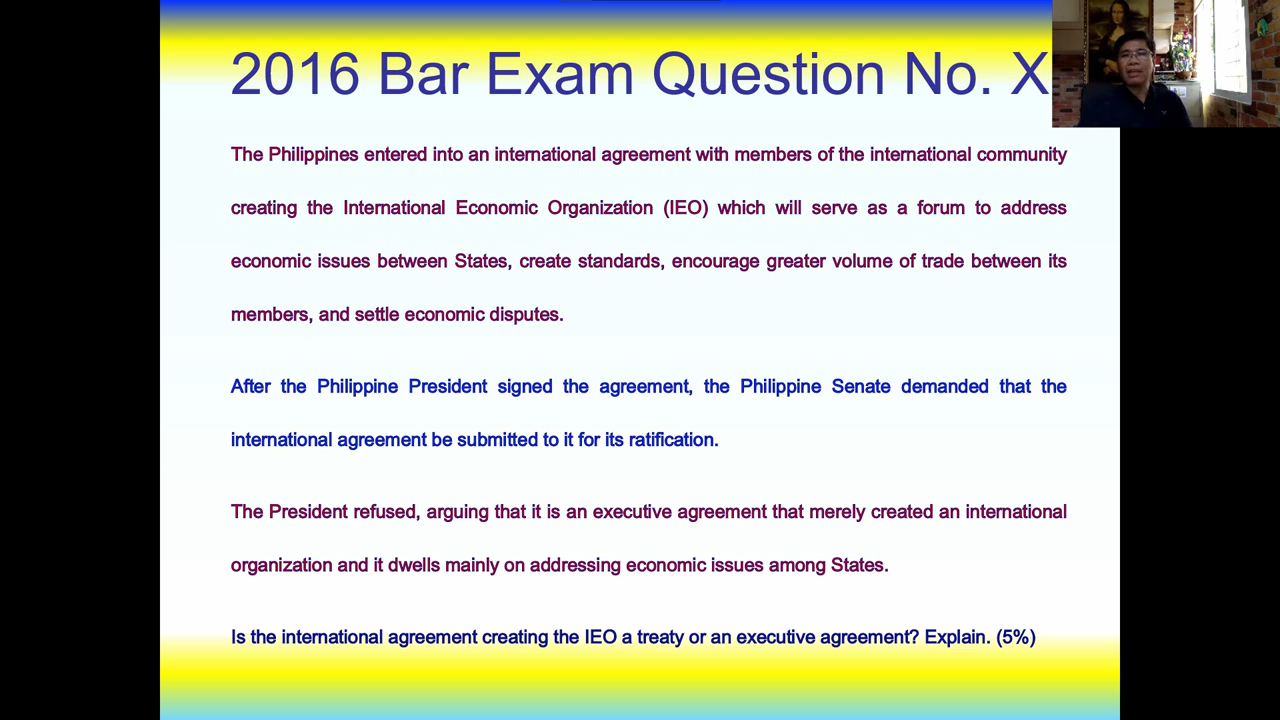 2016 Bar Exam Question No. X
The Philippines entered into an international agreement with members of the international community
creating the International Economic Organization (IEO) which will serve as a forum to address
economic issues between States, create standards, encourage greater volume of trade between its
members, and settle economic disputes.
After the Philippine President signed the agreement, the Philippine Senate demanded that the
international agreement be submitted to it for its ratification.
The President refused, arguing that it is an executive agreement that merely created an international
organization and it dwells mainly on addressing economic issues among States.
Is the international agreement creating the IEO a treaty or an executive agreement? Explain. (5%)